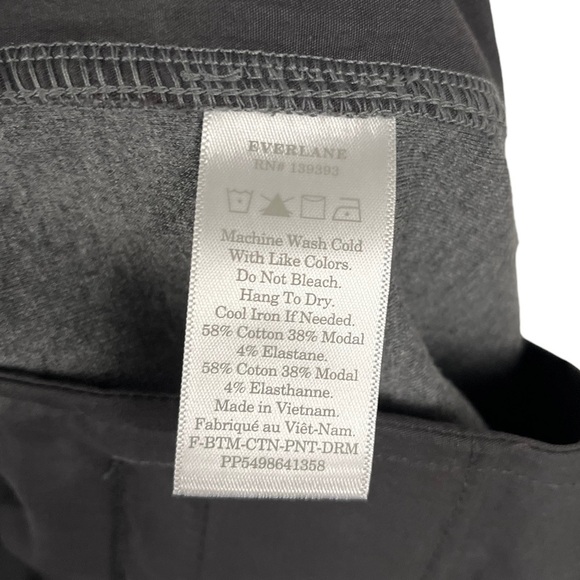 EVERLANE
RN# 139393
Machine Wash Cold
With Like Colors.
Do Not Bleach.
Hang To Dry.
Cool Iron If Needed.
58% Cotton 38% Modal
4% Elastane.
58% Coton 38% Modal
4% Elasthanne.
Made in Vietnam.
Fabriqué au Viêt-Nam.
F-BTM-CTN-PNT-DRM
PP5498641358